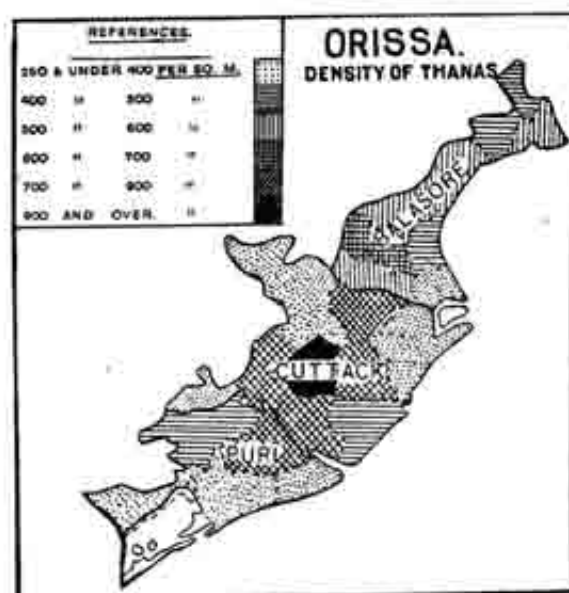 REFERENCES.
250 & UNDER 400 PER SQ. M.
400 " 500 "
500 " 600 "
600 " 700 "
700 " 900 "
900 AND OVER. "
ORISSA.
DENSITY OF THANAS
BALASORE
CUTTACK
PURI